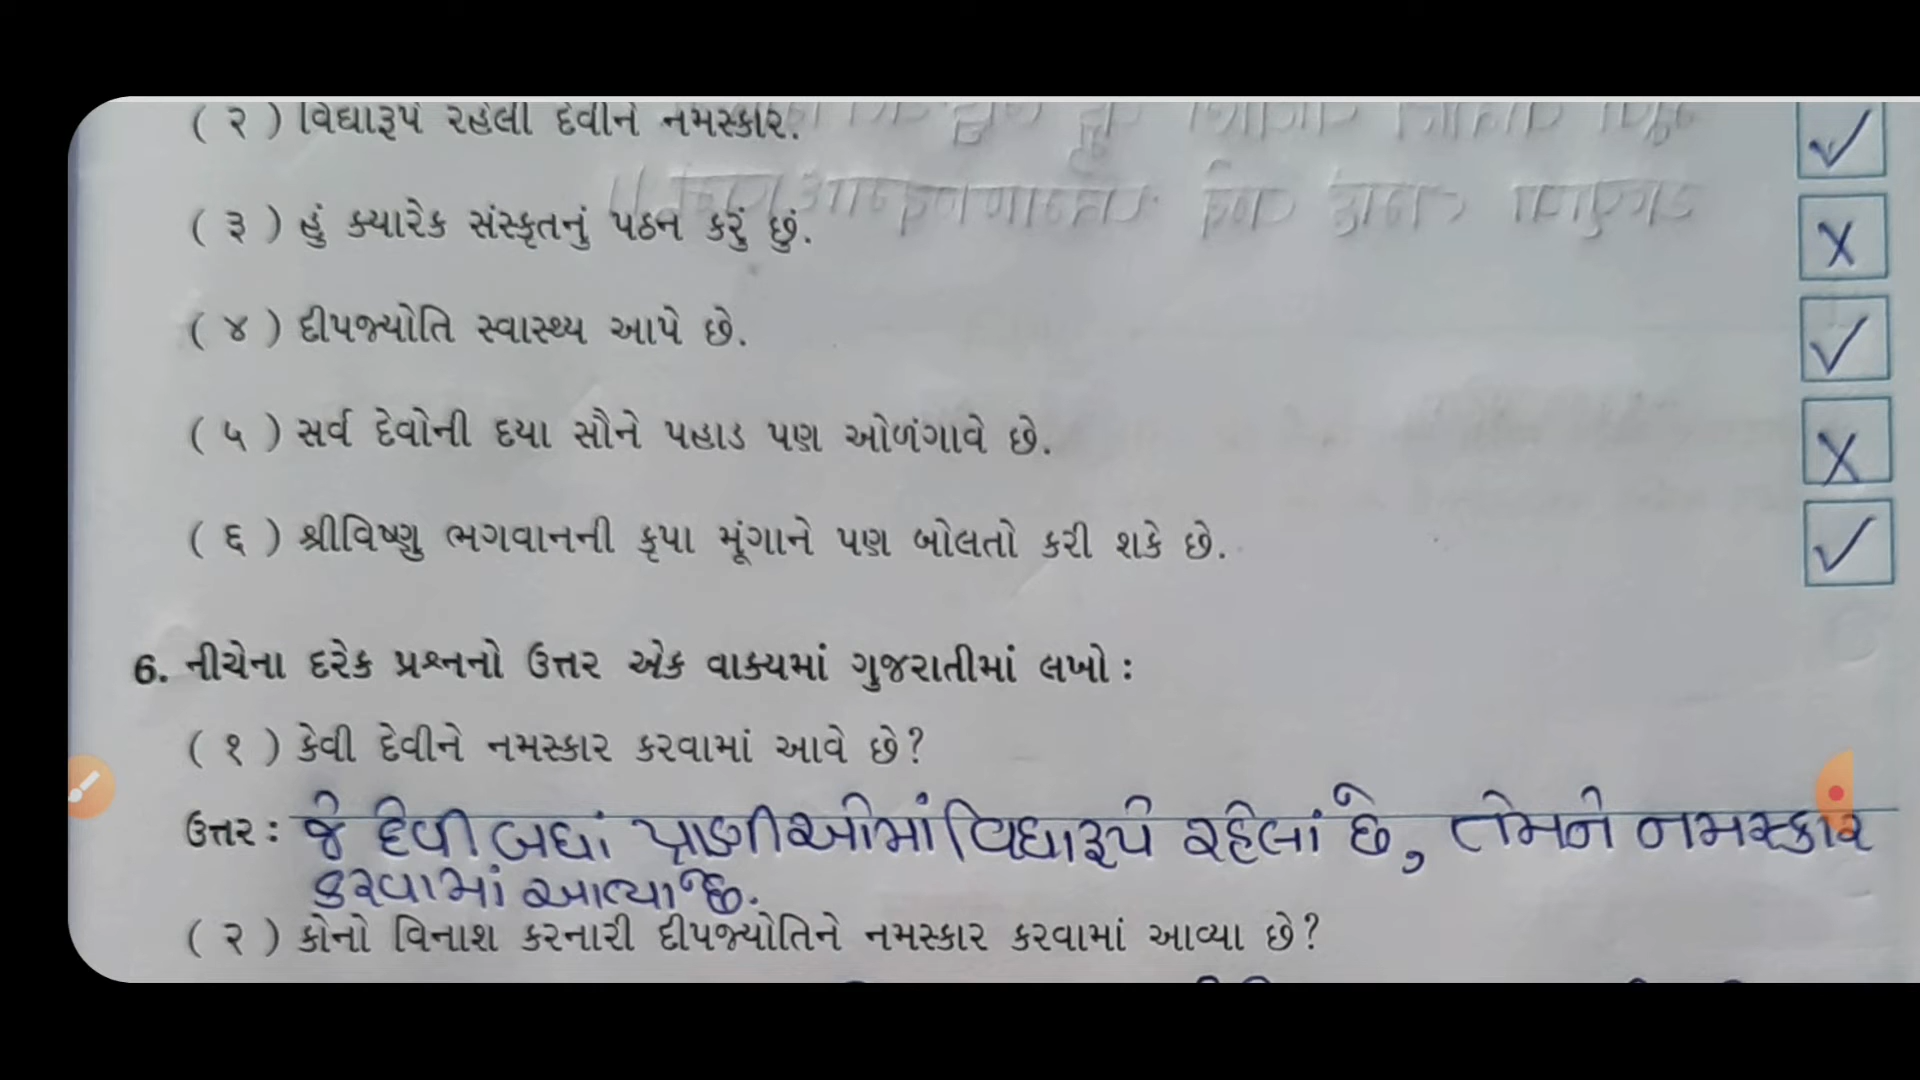 ( ૨ ) વિદ્યારૂપે રહેલી દેવીને નમસ્કાર. ✓
( ૩ ) હું ક્યારેક સંસ્કૃતનું પઠન કરું છું. X
( ૪ ) દીપજ્યોતિ સ્વાસ્થ્ય આપે છે. ✓
( ૫ ) સર્વ દેવોની દયા સૌને પહાડ પણ ઓળંગાવે છે. X
( ૬ ) શ્રીવિષ્ણુ ભગવાનની કૃપા મૂંગાને પણ બોલતો કરી શકે છે. ✓
6. નીચેના દરેક પ્રશ્નનો ઉત્તર એક વાક્યમાં ગુજરાતીમાં લખો :
( ૧ ) કેવી દેવીને નમસ્કાર કરવામાં આવે છે?
ઉત્તર : જે દેવી બધાં પ્રાણીઓમાં વિદ્યારૂપે રહેલાં છે, તેમને નમસ્કાર
કરવામાં આવ્યા છે.
( ૨ ) કોનો વિનાશ કરનારી દીપજ્યોતિને નમસ્કાર કરવામાં આવ્યા છે?